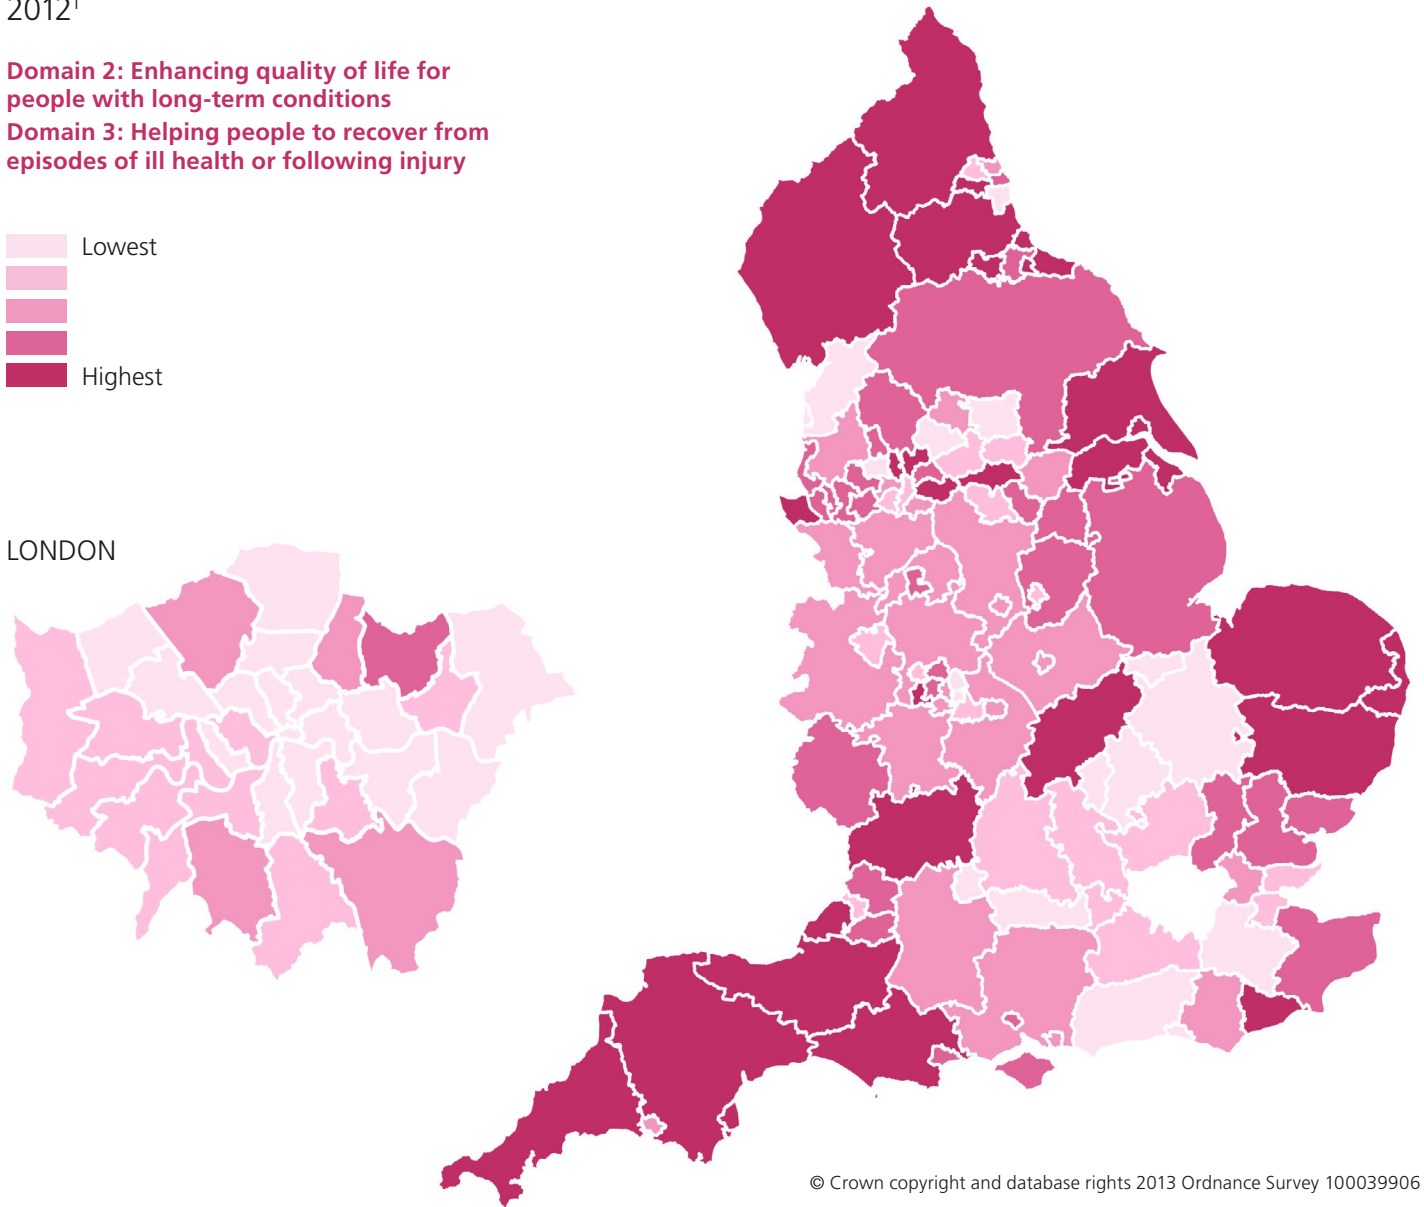 2012¹
Domain 2: Enhancing quality of life for
people with long-term conditions
Domain 3: Helping people to recover from
episodes of ill health or following injury
Lowest
Highest
LONDON
© Crown copyright and database rights 2013 Ordnance Survey 100039906